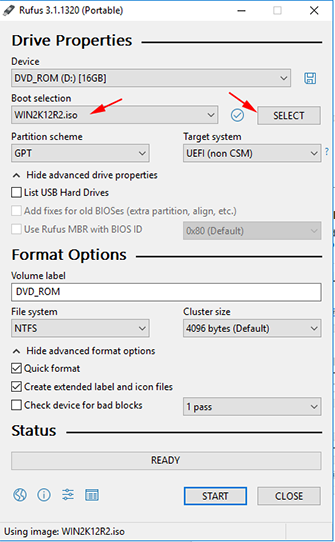 Rufus 3.1.1320 (Portable)
Drive Properties
Device
DVD_ROM (D:) [16GB]
Boot selection
WIN2K12R2.iso
SELECT
Partition scheme
Target system
GPT
UEFI (non CSM)
?
Hide advanced drive properties
List USB Hard Drives
Add fixes for old BIOSes (extra partition, align, etc.)
Use Rufus MBR with BIOS ID
0x80 (Default)
Format Options
Volume label
DVD_ROM
File system
Cluster size
NTFS
4096 bytes (Default)
Hide advanced format options
Quick format
Create extended label and icon files
Check device for bad blocks
1 pass
Status
READY
START
CLOSE
Using image: WIN2K12R2.iso